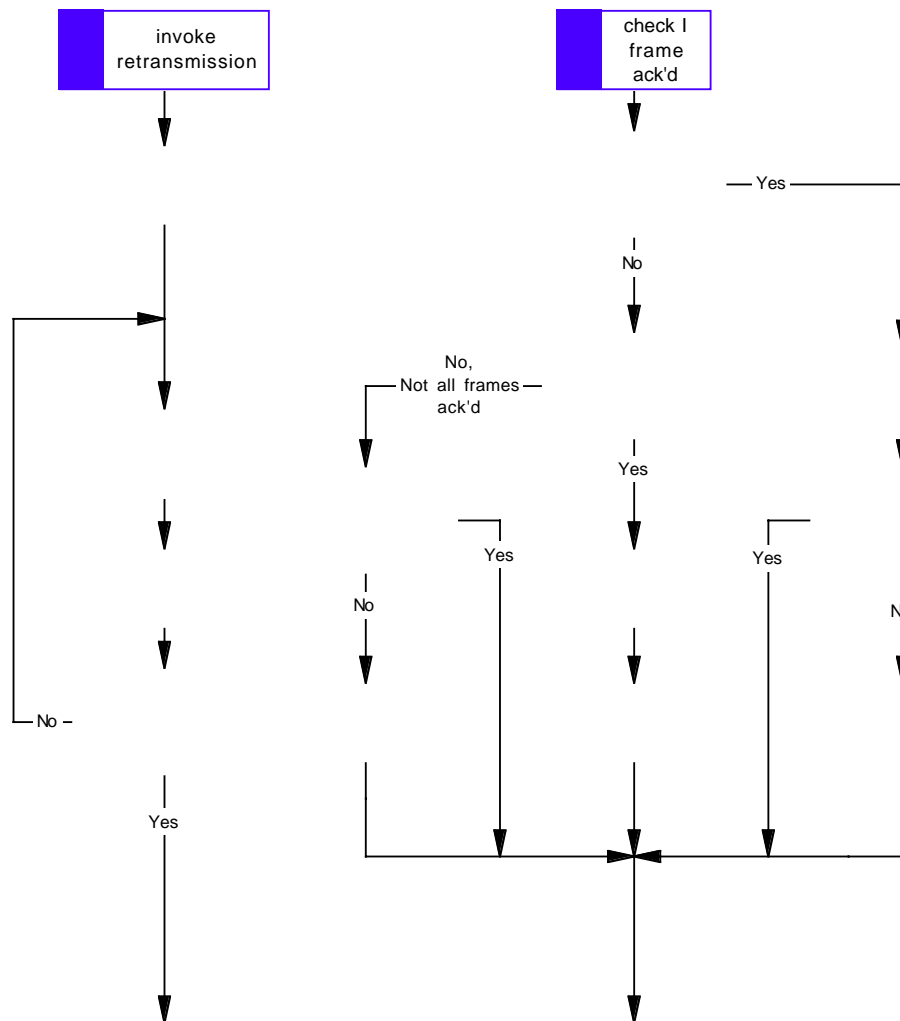 invoke
retransmission
check I
frame
ack'd
Yes
No
No,
Not all frames
ack'd
Yes
Yes
Yes
No
No
Yes